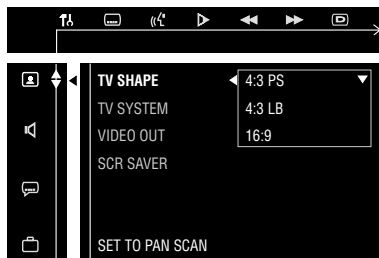 TV SHAPE 4:3 PS
TV SYSTEM 4:3 LB
VIDEO OUT 16:9
SCR SAVER
SET TO PAN SCAN